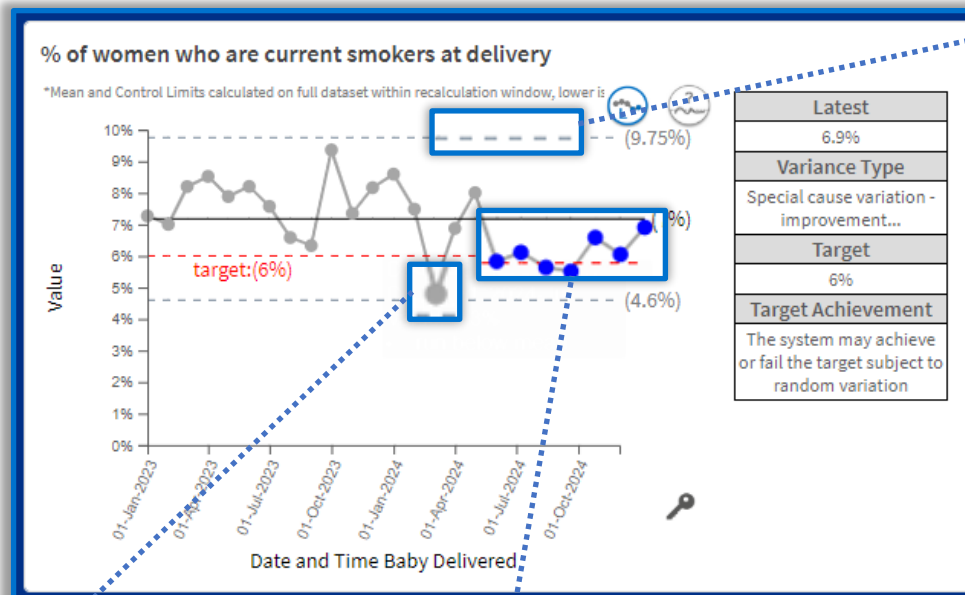 % of women who are current smokers at delivery
*Mean and Control Limits calculated on full dataset within recalculation window, lower is
10%
9%
8%
7%
6%
5%
4%
3%
2%
1%
0%
Value
(9.75%)
%)
target:(6%)
(4.6%)
01-Jan-2023
01-Apr-2023
01-Jul-2023
01-Oct-2023
01-Jan-2024
01-Apr-2024
01-Jul-2024
01-Oct-2024
Date and Time Baby Delivered
Latest
6.9%
Variance Type
Special cause variation -
improvement...
Target
6%
Target Achievement
The system may achieve
or fail the target subject to
random variation